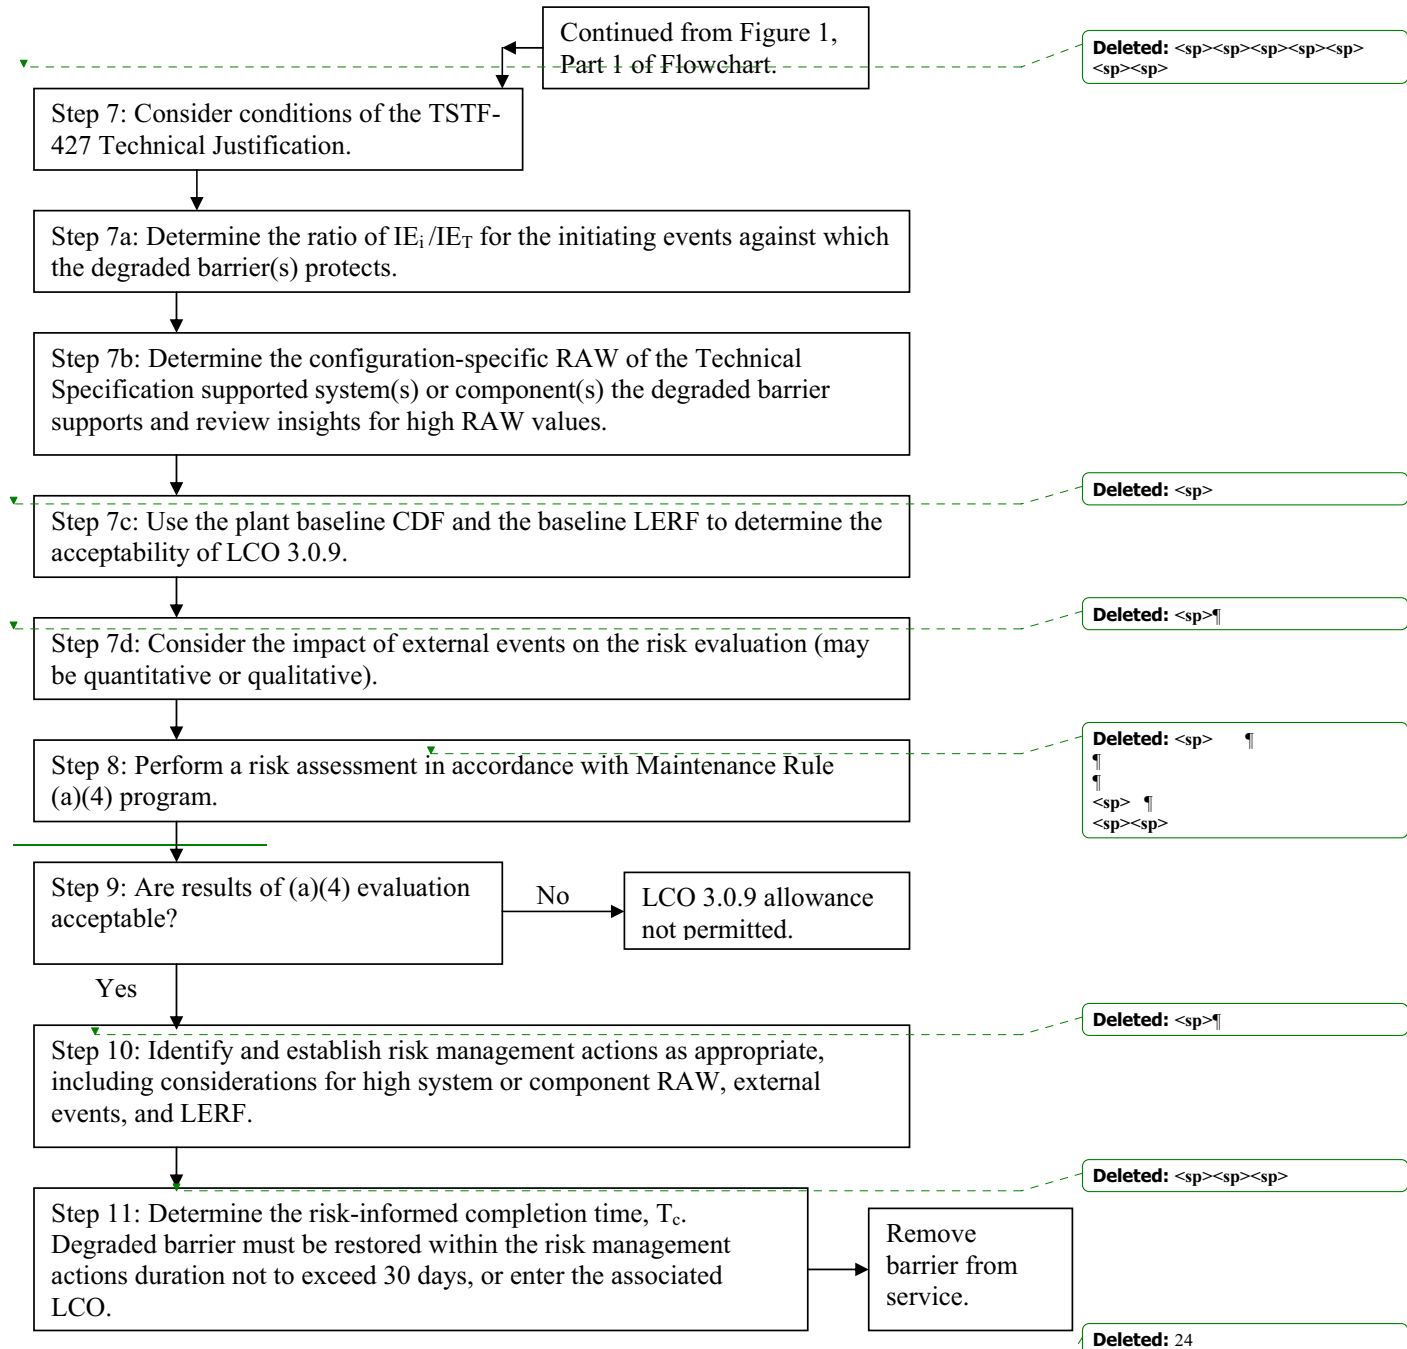 Continued from Figure 1,
Part 1 of Flowchart.
Deleted: <sp><sp><sp><sp><sp>
<sp><sp>
Step 7: Consider conditions of the TSTF-
427 Technical Justification.
Step 7a: Determine the ratio of IEi /IET for the initiating events against which
the degraded barrier(s) protects.
Step 7b: Determine the configuration-specific RAW of the Technical
Specification supported system(s) or component(s) the degraded barrier
supports and review insights for high RAW values.
Deleted: <sp>
Step 7c: Use the plant baseline CDF and the baseline LERF to determine the
acceptability of LCO 3.0.9.
Deleted: <sp>¶
Step 7d: Consider the impact of external events on the risk evaluation (may
be quantitative or qualitative).
Deleted: <sp> ¶
¶
¶
<sp> ¶
<sp><sp>
Step 8: Perform a risk assessment in accordance with Maintenance Rule
(a)(4) program.
Step 9: Are results of (a)(4) evaluation
acceptable?
No
LCO 3.0.9 allowance
not permitted.
Yes
Deleted: <sp>¶
Step 10: Identify and establish risk management actions as appropriate,
including considerations for high system or component RAW, external
events, and LERF.
Deleted: <sp><sp><sp>
Step 11: Determine the risk-informed completion time, Tc.
Degraded barrier must be restored within the risk management
actions duration not to exceed 30 days, or enter the associated
LCO.
Remove
barrier from
service.
Deleted: 24